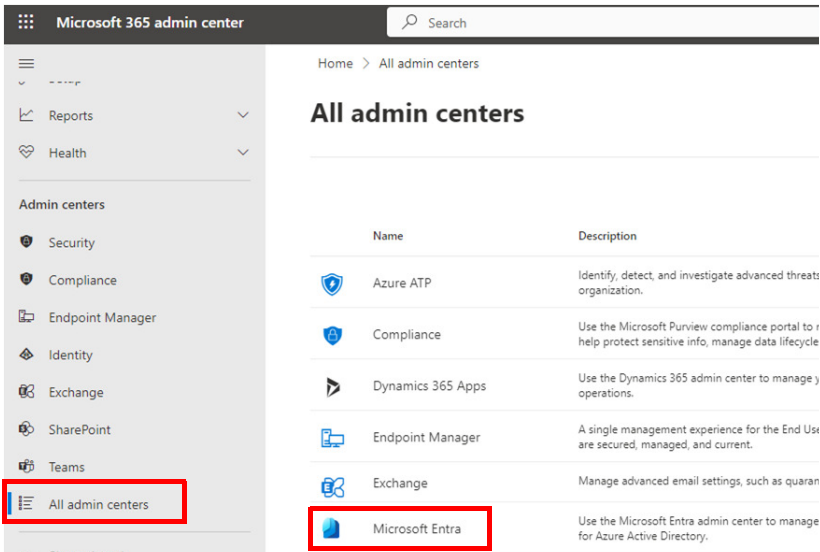 Microsoft 365 admin center
Search
Reports
Health
Admin centers
Security
Compliance
Endpoint Manager
Identity
Exchange
SharePoint
Teams
All admin centers
Home > All admin centers
All admin centers
Name Description
Azure ATP
Identify, detect, and investigate advanced threats
organization.
Compliance
Use the Microsoft Purview compliance portal to
help protect sensitive info, manage data lifecycle
Dynamics 365 Apps
Use the Dynamics 365 admin center to manage
operations.
Endpoint Manager
A single management experience for the End Use
are secured, managed, and current.
Exchange
Manage advanced email settings, such as quaran
Microsoft Entra
Use the Microsoft Entra admin center to manage
for Azure Active Directory.